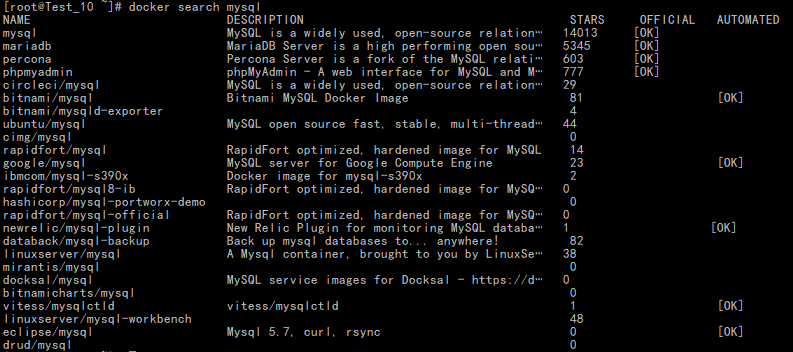 [root@Test_10 ~]# docker search mysql
NAME DESCRIPTION STARS OFFICIAL AUTOMATED
mysql MySQL is a widely used, open-source relation… 14013 [OK]
mariadb MariaDB Server is a high performing open sou… 5345 [OK]
percona Percona Server is a fork of the MySQL relati… 603 [OK]
phpmyadmin phpMyAdmin - A web interface for MySQL and M… 777 [OK]
circleci/mysql MySQL is a widely used, open-source relation… 29
bitnami/mysql Bitnami MySQL Docker Image 81 [OK]
bitnami/mysqld-exporter 4
ubuntu/mysql MySQL open source fast, stable, multi-thread… 44
cimg/mysql 0
rapidfort/mysql RapidFort optimized, hardened image for MySQL 14
google/mysql MySQL server for Google Compute Engine 23 [OK]
ibmcom/mysql-s390x Docker image for mysql-s390x 2
rapidfort/mysql8-ib RapidFort optimized, hardened image for MySQ… 0
hashicorp/mysql-portworx-demo 0
rapidfort/mysql-official RapidFort optimized, hardened image for MySQ… 0
newrelic/mysql-plugin New Relic Plugin for monitoring MySQL databa… 1 [OK]
databack/mysql-backup Back up mysql databases to... anywhere! 82
linuxserver/mysql A Mysql container, brought to you by LinuxSe… 38
mirantis/mysql 0
docksal/mysql MySQL service images for Docksal - https://d… 0
bitnamicharts/mysql 0
vitess/mysqlctld vitess/mysqlctld 1 [OK]
linuxserver/mysql-workbench 48
eclipse/mysql Mysql 5.7, curl, rsync 0 [OK]
drud/mysql 0